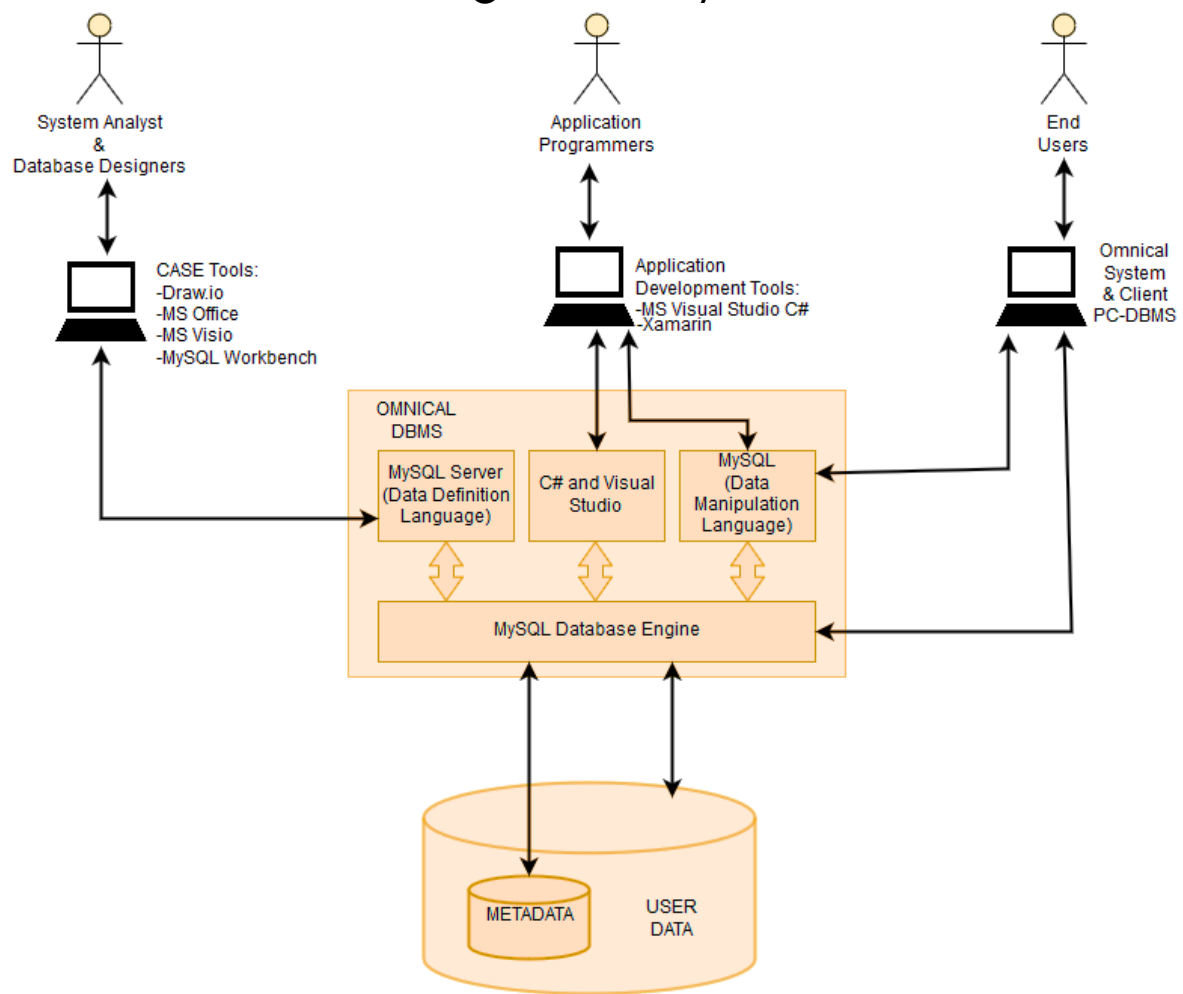 System Analyst
&
Database Designers
Application
Programmers
End
Users
CASE Tools:
-Draw.io
-MS Office
-MS Visio
-MySQL Workbench
Application
Development Tools:
-MS Visual Studio C#
-Xamarin
Omnical
System
& Client
PC-DBMS
OMNICAL
DBMS
MySQL Server
(Data Definition
Language)
C# and Visual
Studio
MySQL
(Data
Manipulation
Language)
MySQL Database Engine
METADATA
USER
DATA